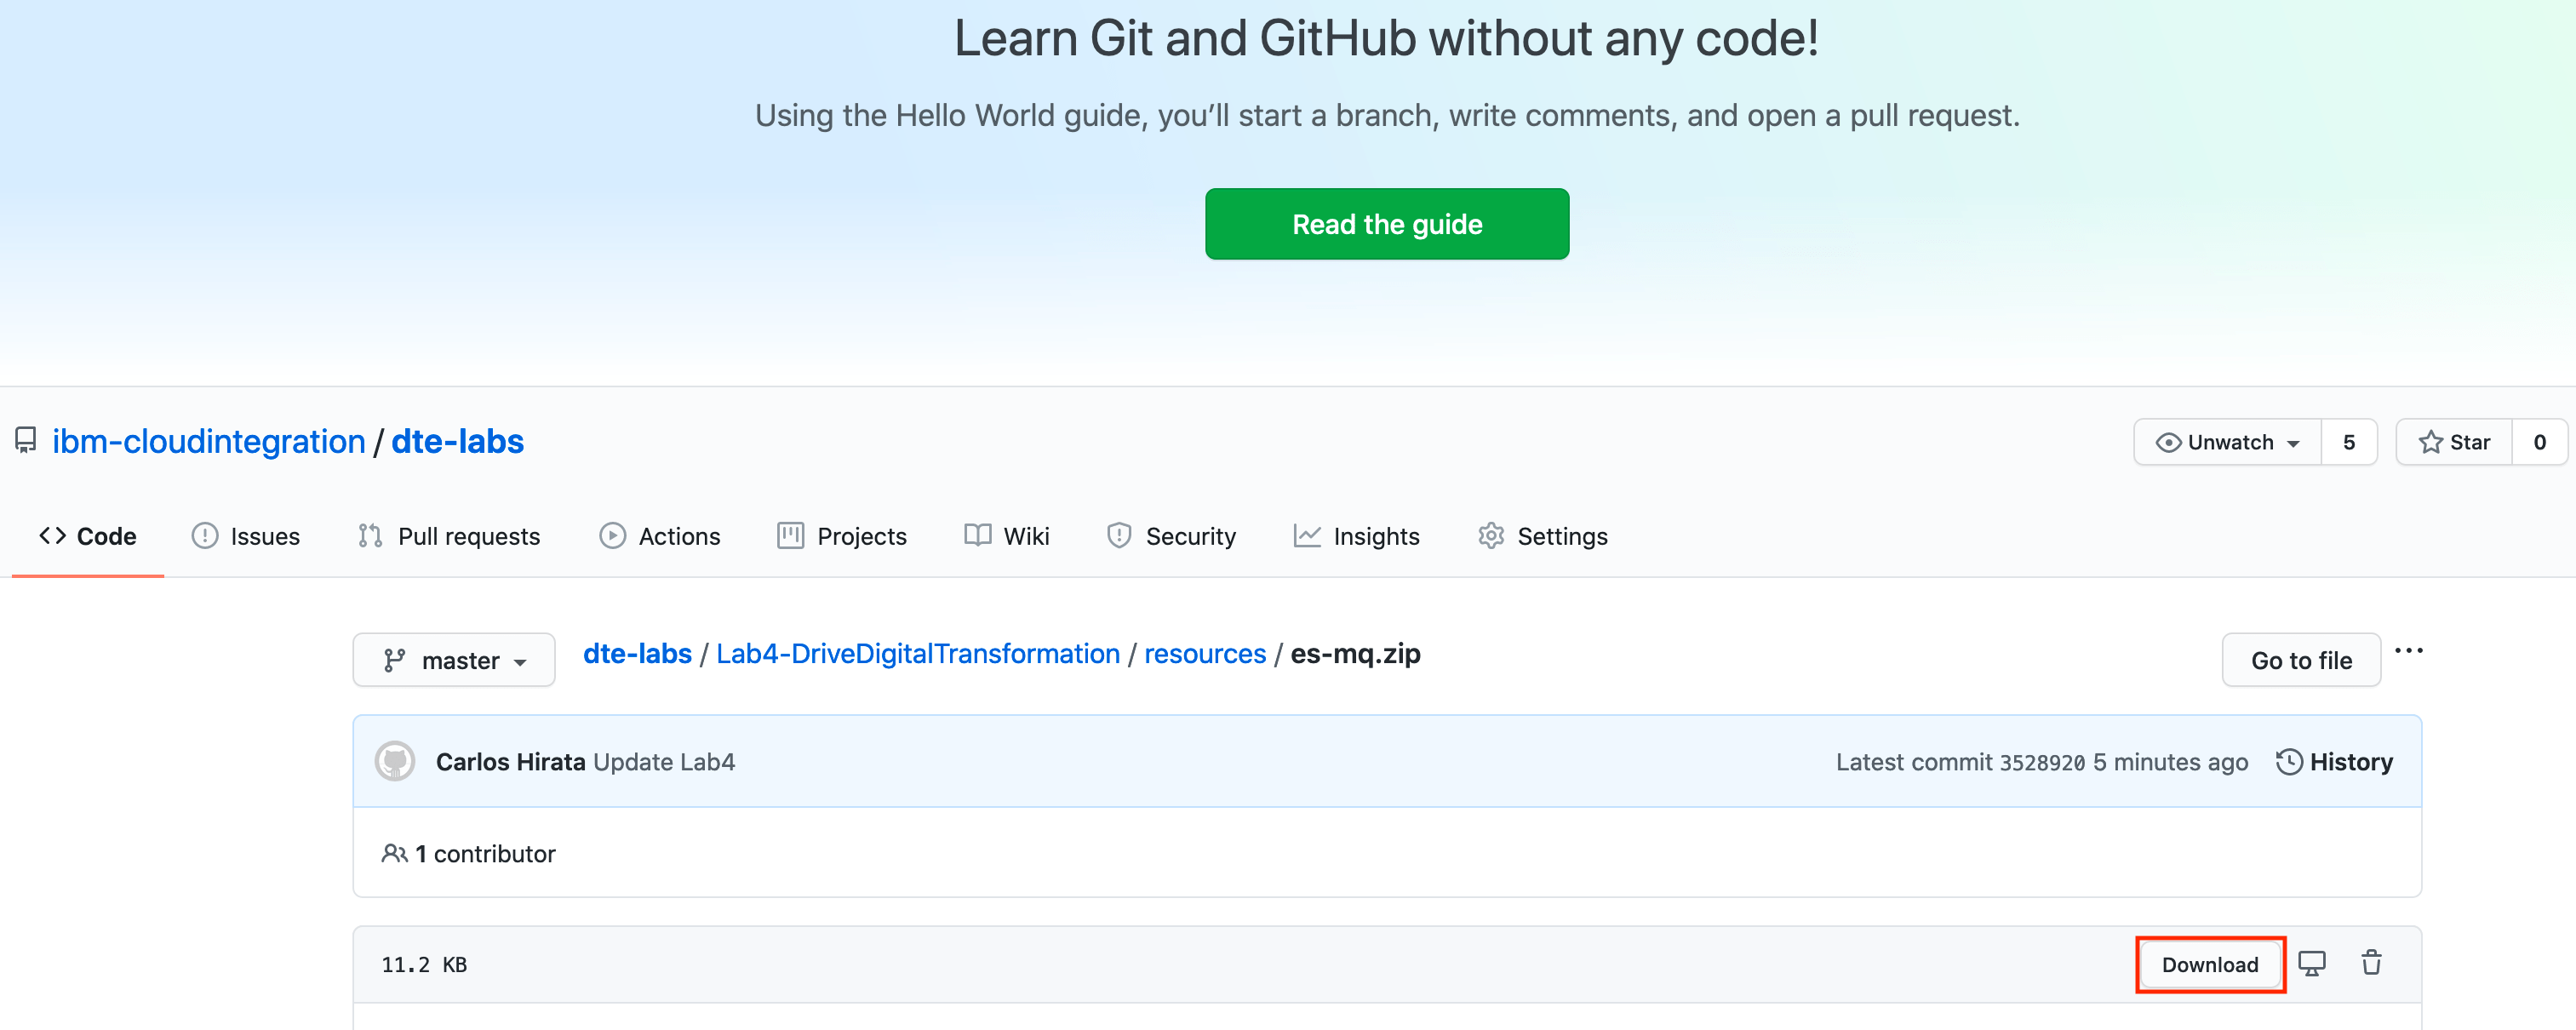 Learn Git and GitHub without any code!
Using the Hello World guide, you’ll start a branch, write comments, and open a pull request.
Read the guide
ibm-cloudintegration / dte-labs
Unwatch 5 Star 0
Code Issues Pull requests Actions Projects Wiki Security Insights Settings
master dte-labs / Lab4-DriveDigitalTransformation / resources / es-mq.zip Go to file ...
Carlos Hirata Update Lab4 Latest commit 3528920 5 minutes ago History
1 contributor
11.2 KB Download